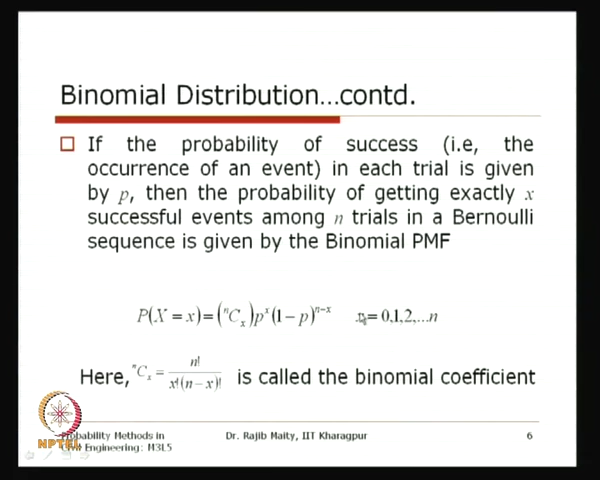 Binomial Distribution...contd.
If the probability of success (i.e, the
occurrence of an event) in each trial is given
by p, then the probability of getting exactly x
successful events among n trials in a Bernoulli
sequence is given by the Binomial PMF
P(X = x) = (ⁿCₓ) pˣ (1 − p)ⁿ⁻ˣ = 0,1,2,...n
Here, ⁿCₓ = n! / x!(n − x)! is called the binomial coefficient
Probability Methods in Dr. Rajib Maity, IIT Kharagpur 6
Engineering: M3L5
NPTEL